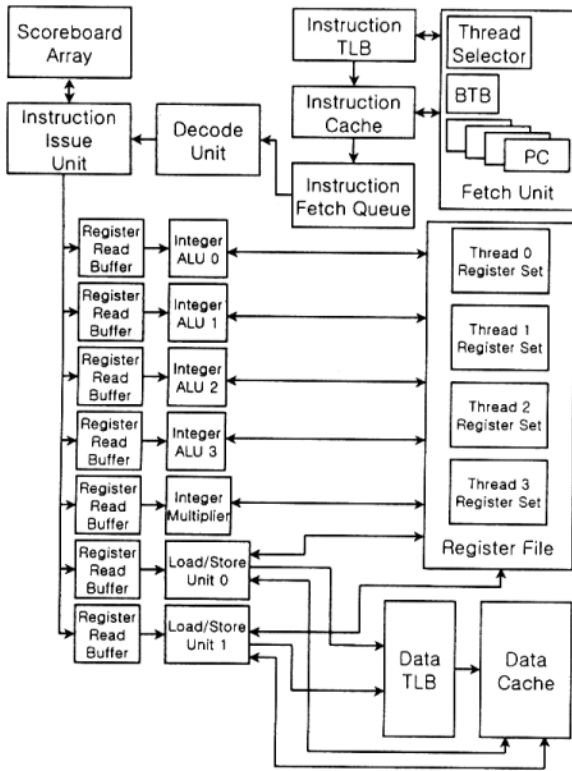 Scoreboard
Array
Instruction
TLB
Thread
Selector
BTB
PC
Fetch Unit
Instruction
Issue
Unit
Decode
Unit
Instruction
Cache
Instruction
Fetch Queue
Register
Read
Buffer
Integer
ALU 0
Register
Read
Buffer
Integer
ALU 1
Register
Read
Buffer
Integer
ALU 2
Register
Read
Buffer
Integer
ALU 3
Register
Read
Buffer
Integer
Multiplier
Register
Read
Buffer
Load/Store
Unit 0
Register
Read
Buffer
Load/Store
Unit 1
Thread 0
Register Set
Thread 1
Register Set
Thread 2
Register Set
Thread 3
Register Set
Register File
Data
TLB
Data
Cache